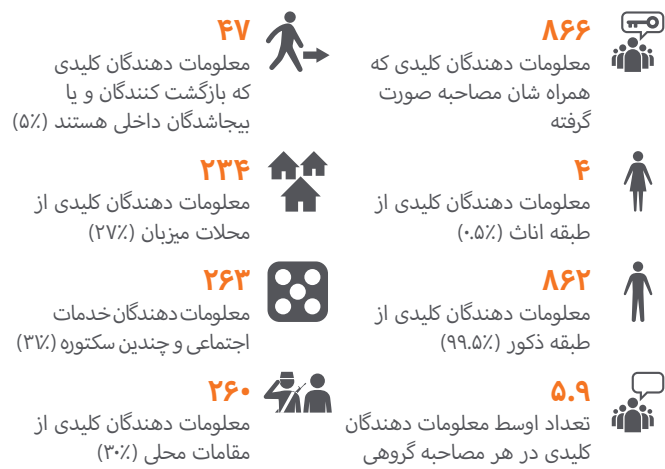 ۸۶۶
معلومات دهندگان کلیدی که
همراه شان مصاحبه صورت
گرفته
۴
معلومات دهندگان کلیدی از
طبقه اناث (۰.۵٪)
۸۶۲
معلومات دهندگان کلیدی از
طبقه ذکور (۹۹.۵٪)
۵.۹
تعداد اوسط معلومات دهندگان
کلیدی در هر مصاحبه گروهی
۴۷
معلومات دهندگان کلیدی
که بازگشت کنندگان و یا
بیجاشدگان داخلی هستند (۵٪)
۲۳۴
معلومات دهندگان کلیدی از
محلات میزبان (۲۷٪)
۲۶۳
معلومات دهندگان خدمات
اجتماعی و چندین سکتوره (۳۱٪)
۲۶۰
معلومات دهندگان کلیدی از
مقامات محلی (۳۰٪)